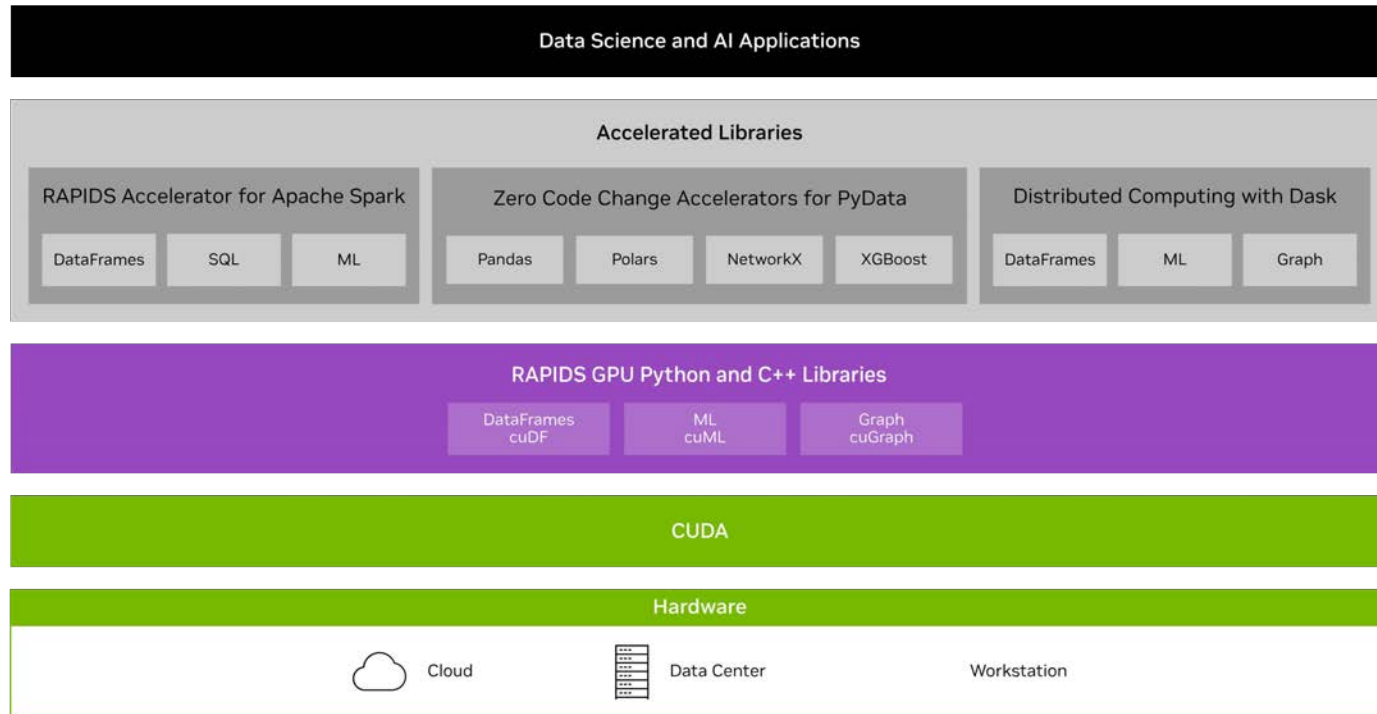 Data Science and AI Applications
Accelerated Libraries
RAPIDS Accelerator for Apache Spark
DataFrames
SQL
ML
Zero Code Change Accelerators for PyData
Pandas
Polars
NetworkX
XGBoost
Distributed Computing with Dask
DataFrames
ML
Graph
RAPIDS GPU Python and C++ Libraries
DataFrames
cuDF
ML
cuML
Graph
cuGraph
CUDA
Hardware
Cloud
Data Center
Workstation